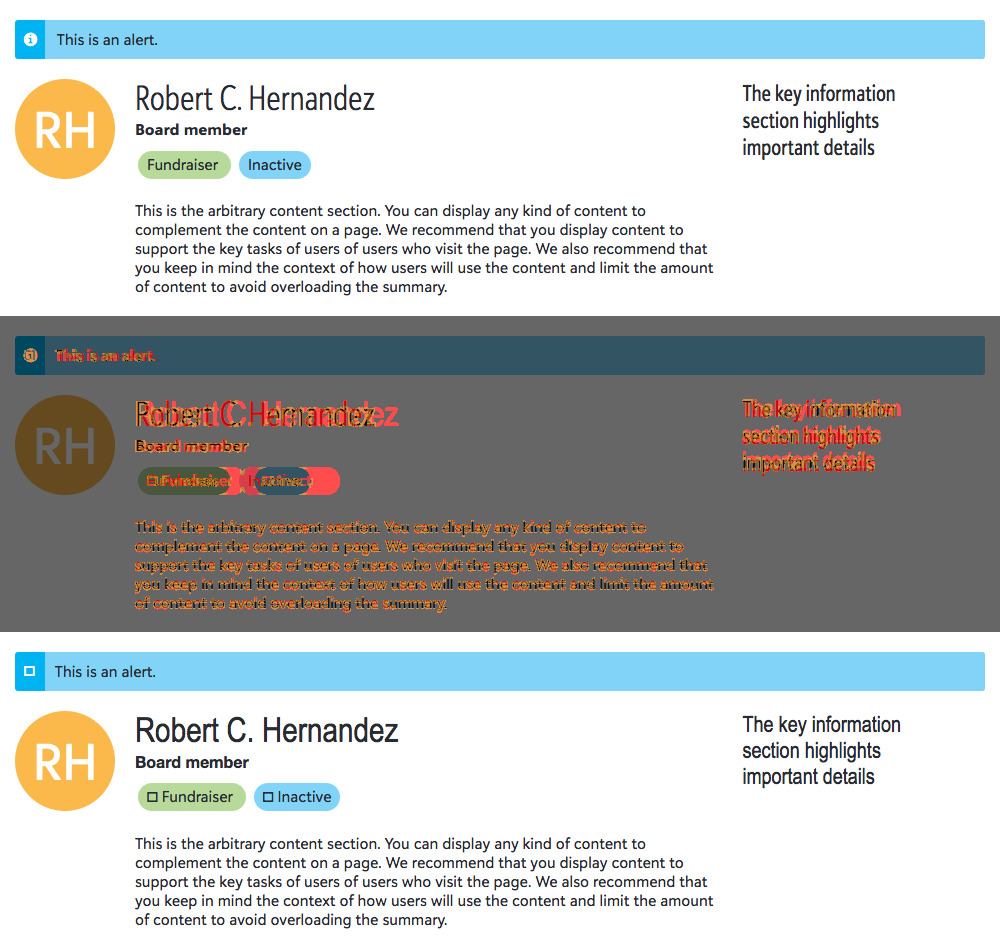 This is an alert.
RH
Robert C. Hernandez
Board member
Fundraiser
Inactive
This is the arbitrary content section. You can display any kind of content to
complement the content on a page. We recommend that you display content to
support the key tasks of users of users who visit the page. We also recommend that
you keep in mind the context of how users will use the content and limit the amount
of content to avoid overloading the summary.
The key information
section highlights
important details
This is an alert.
RH
Robert C. Hernandez
Board member
Fundraiser
This is the arbitrary content section. You can display any kind of content to
complement the content on a page. We recommend that you display content to
support the key tasks of users of users who visit the page. We also recommend that
you keep in mind the context of how users will use the content and limit the amount
of content to avoid overloading the summary.
The key information
section highlights
important details
This is an alert.
RH
Robert C. Hernandez
Board member
Fundraiser
Inactive
This is the arbitrary content section. You can display any kind of content to
complement the content on a page. We recommend that you display content to
support the key tasks of users of users who visit the page. We also recommend that
you keep in mind the context of how users will use the content and limit the amount
of content to avoid overloading the summary.
The key information
section highlights
important details